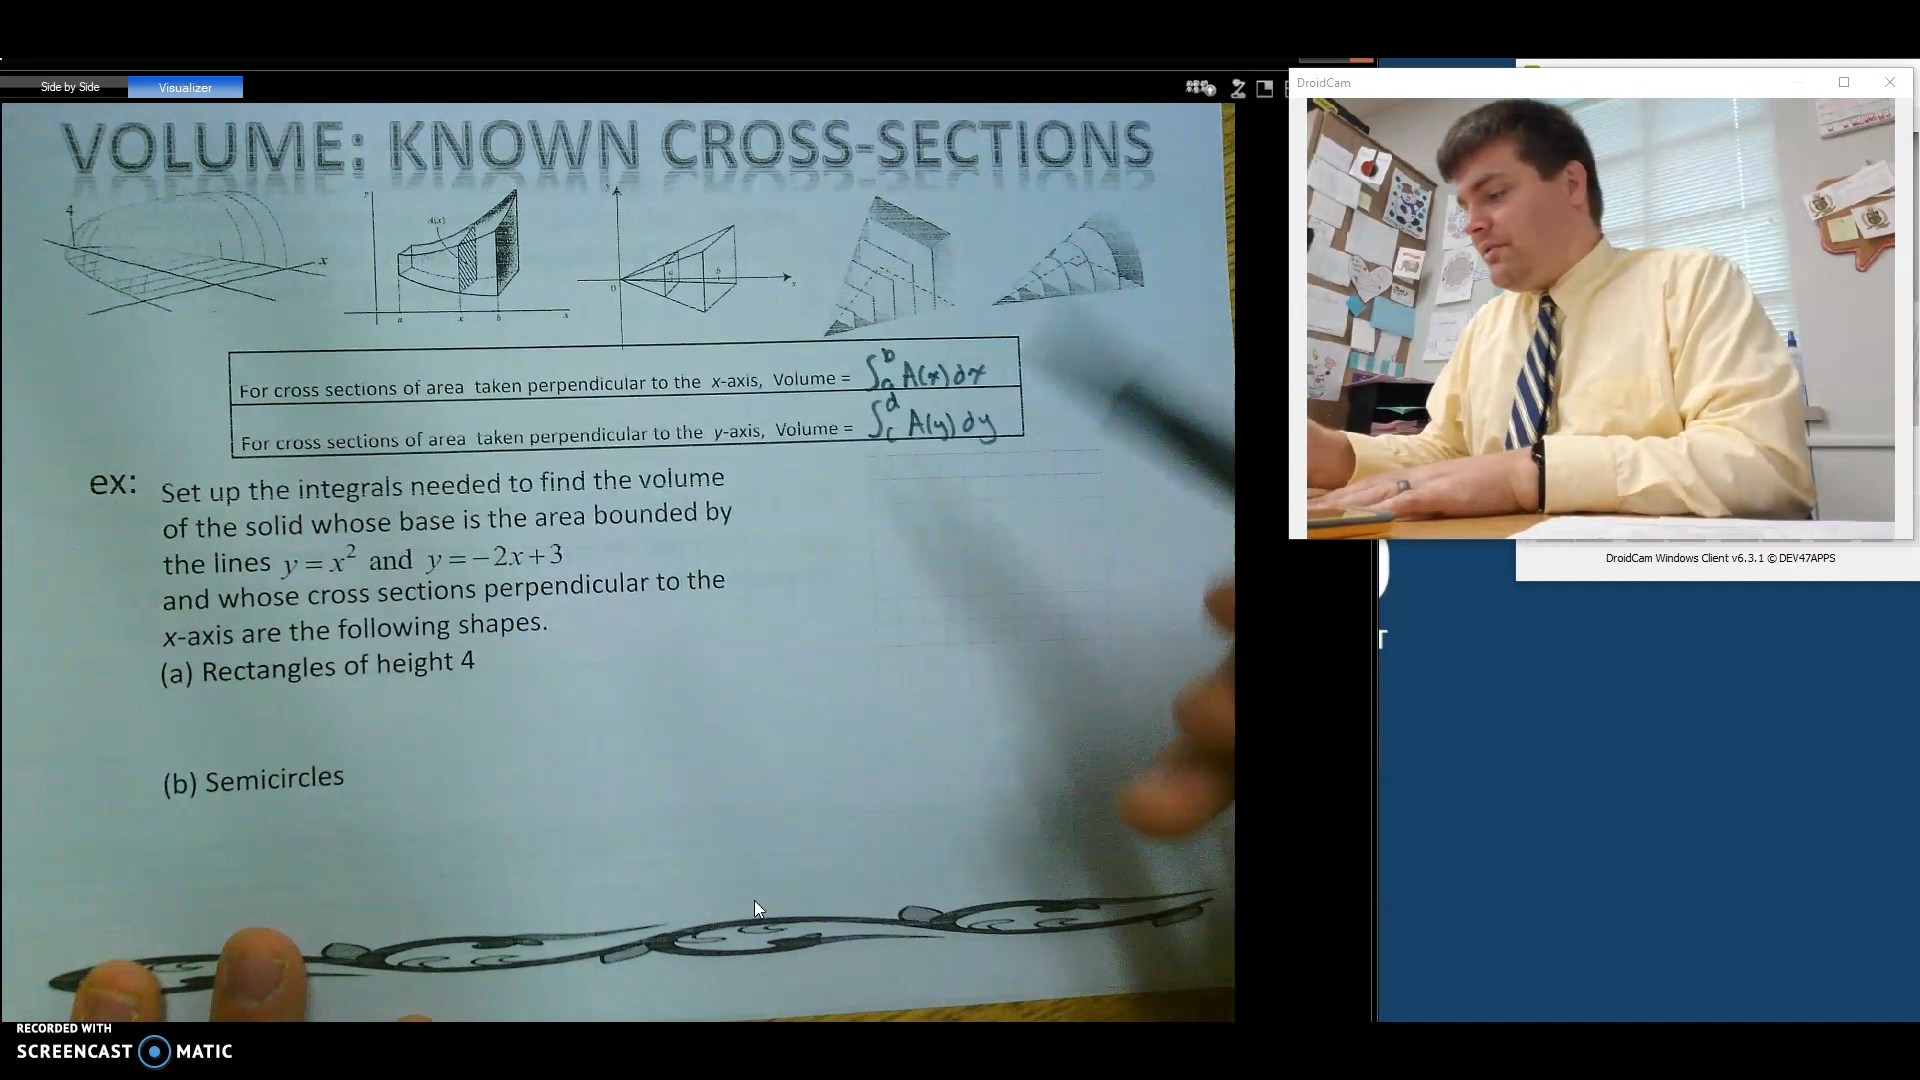 Side by Side
Visualizer
DroidCam
VOLUME: KNOWN CROSS-SECTIONS
4
x
y
A(x)
a
x
b
x
y
0
a
b
x
For cross sections of area taken perpendicular to the x-axis, Volume = ∫_a^b A(x) dx
For cross sections of area taken perpendicular to the y-axis, Volume = ∫_c^d A(y) dy
ex: Set up the integrals needed to find the volume
of the solid whose base is the area bounded by
the lines y = x² and y = −2x+3
and whose cross sections perpendicular to the
x-axis are the following shapes.
(a) Rectangles of height 4
(b) Semicircles
DroidCam Windows Client v6.3.1 © DEV47APPS
T
RECORDED WITH
SCREENCAST MATIC